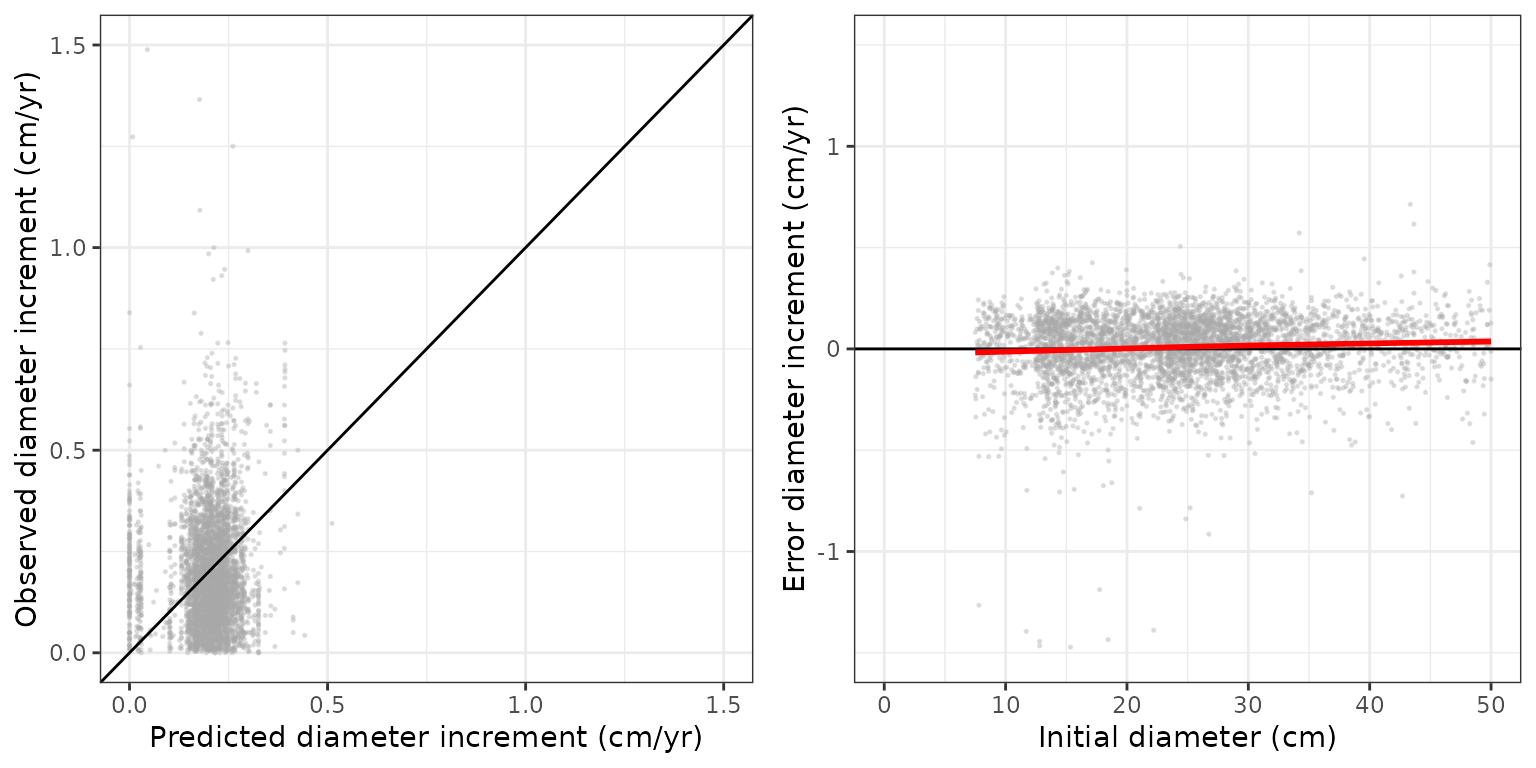 Observed diameter increment (cm/yr)
1.5
1.0
0.5
0.0
0.0 0.5 1.0 1.5
Predicted diameter increment (cm/yr)
Error diameter increment (cm/yr)
1
0
-1
0 10 20 30 40 50
Initial diameter (cm)